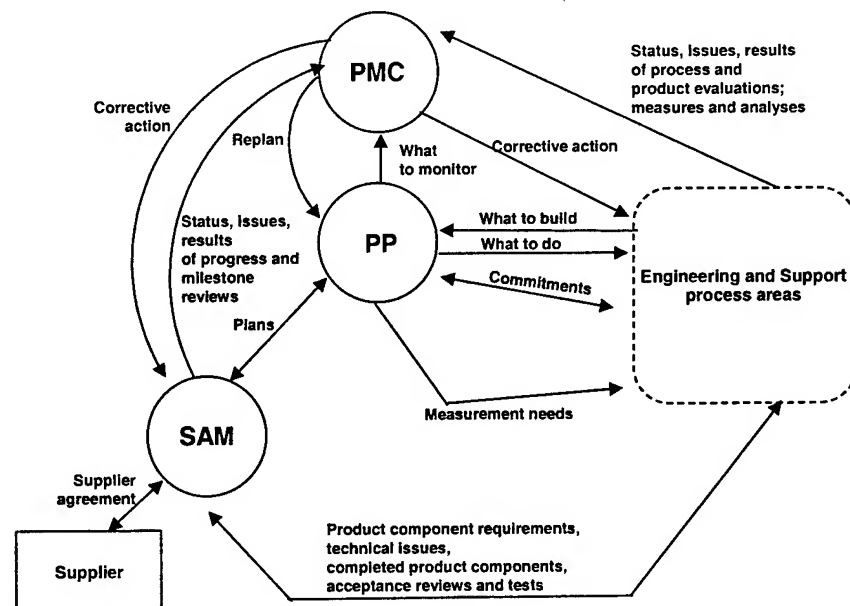 PMC
Status, Issues, results
of process and
product evaluations;
measures and analyses
Corrective
action
Replan
What
to monitor
Corrective action
Status, Issues,
results
of progress and
milestone
reviews
PP
What to build
What to do
Commitments
Engineering and Support
process areas
Plans
Measurement needs
SAM
Supplier
agreement
Supplier
Product component requirements,
technical issues,
completed product components,
acceptance reviews and tests